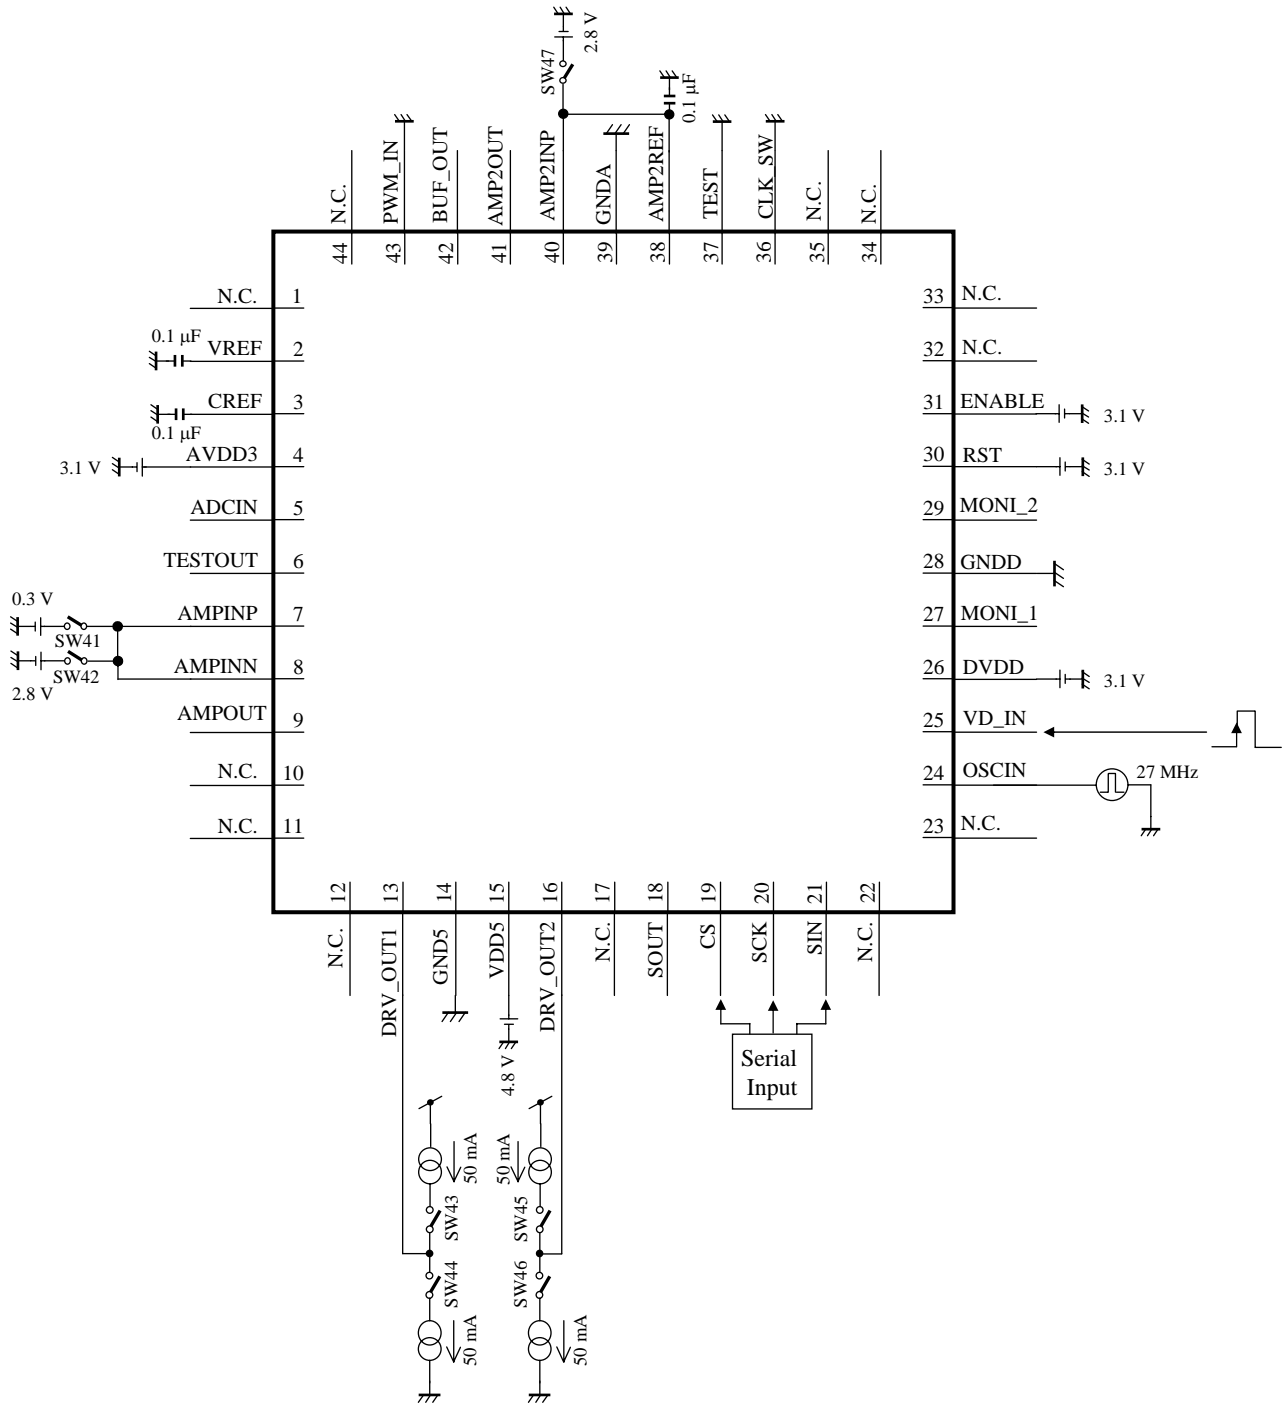 2.8 V
SW47
0.1 μF
N.C.
PWM_IN
BUF_OUT
AMP2OUT
AMP2INP
GNDA
AMP2REF
TEST
CLK_SW
N.C.
N.C.
44
43
42
41
40
39
38
37
36
35
34
N.C. 1
0.1 μF
VREF 2
CREF 3
0.1 μF
3.1 V AVDD3 4
ADCIN 5
TESTOUT 6
0.3 V
AMPINP 7
SW41
AMPINN 8
SW42
2.8 V
AMPOUT 9
N.C. 10
N.C. 11
33 N.C.
32 N.C.
31 ENABLE 3.1 V
30 RST 3.1 V
29 MONI_2
28 GNDD
27 MONI_1
26 DVDD 3.1 V
25 VD_IN
24 OSCIN 27 MHz
23 N.C.
12
13
14
15
16
17
18
19
20
21
22
N.C.
DRV_OUT1
GND5
VDD5
DRV_OUT2
N.C.
SOUT
CS
SCK
SIN
N.C.
4.8 V
Serial
Input
50 mA
50 mA
SW43
SW45
SW44
SW46
50 mA
50 mA